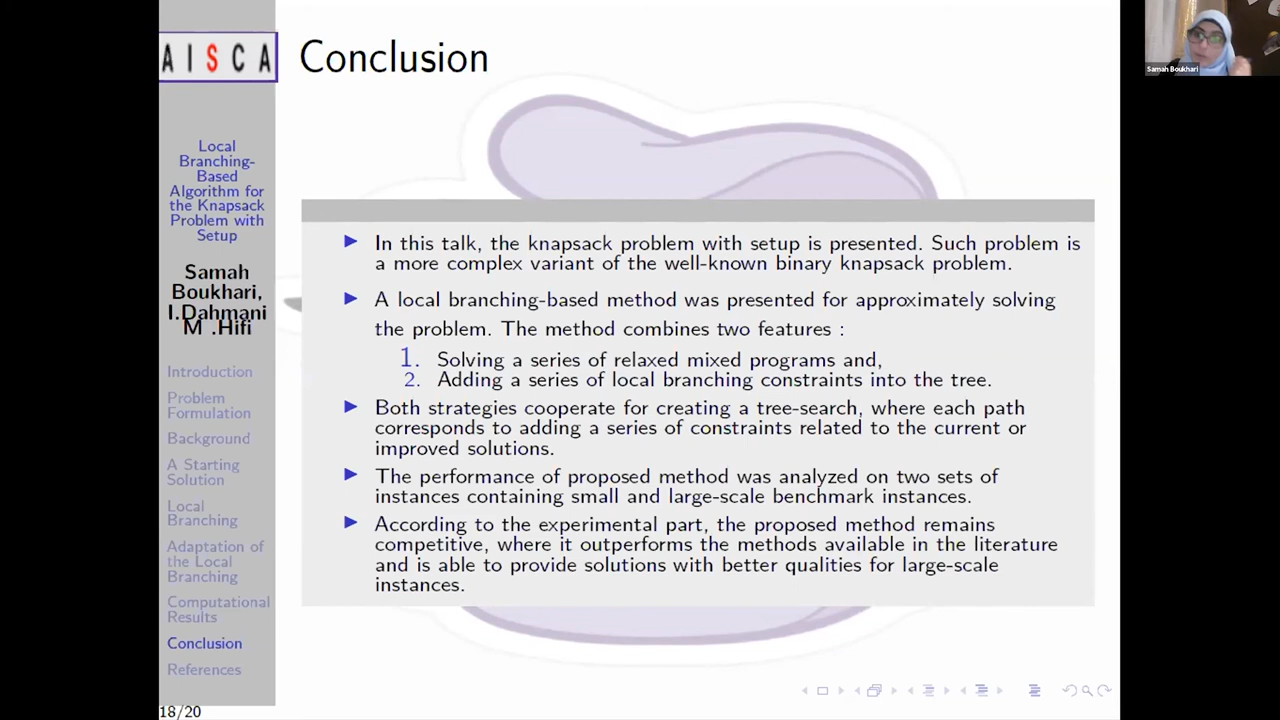 AISCA
Conclusion
Samah Boukhari
Local
Branching-
Based
Algorithm for
the Knapsack
Problem with
Setup
Samah
Boukhari,
I.Dahmani
M .Hifi
Introduction
Problem
Formulation
Background
A Starting
Solution
Local
Branching
Adaptation of
the Local
Branching
Computational
Results
Conclusion
References
18/20
In this talk, the knapsack problem with setup is presented. Such problem is
a more complex variant of the well-known binary knapsack problem.
A local branching-based method was presented for approximately solving
the problem. The method combines two features :
1. Solving a series of relaxed mixed programs and,
2. Adding a series of local branching constraints into the tree.
Both strategies cooperate for creating a tree-search, where each path
corresponds to adding a series of constraints related to the current or
improved solutions.
The performance of proposed method was analyzed on two sets of
instances containing small and large-scale benchmark instances.
According to the experimental part, the proposed method remains
competitive, where it outperforms the methods available in the literature
and is able to provide solutions with better qualities for large-scale
instances.